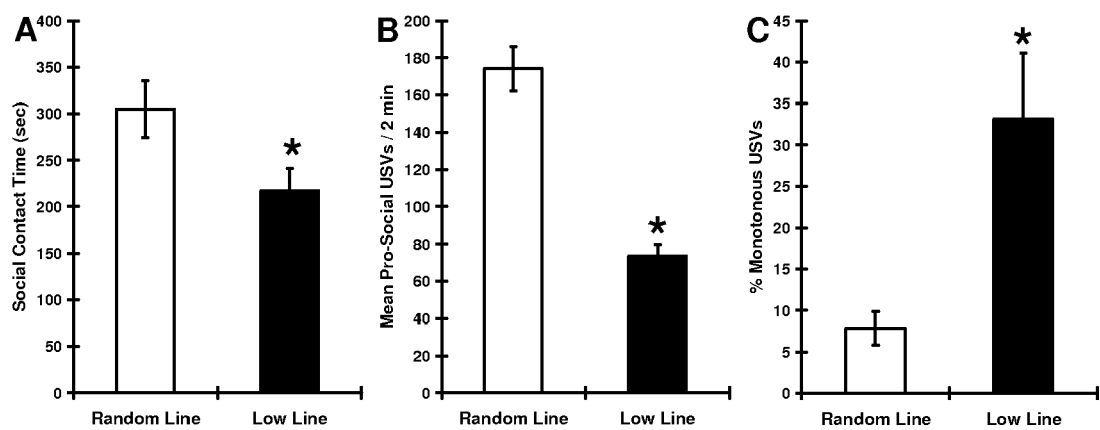 A
400
350
300
250
200
150
100
50
0
Social Contact Time (sec)
Random Line
Low Line
*
B
200
180
160
140
120
100
80
60
40
20
0
Mean Pro-Social USVs / 2 min
Random Line
Low Line
*
C
45
40
35
30
25
20
15
10
5
0
% Monotonous USVs
Random Line
Low Line
*